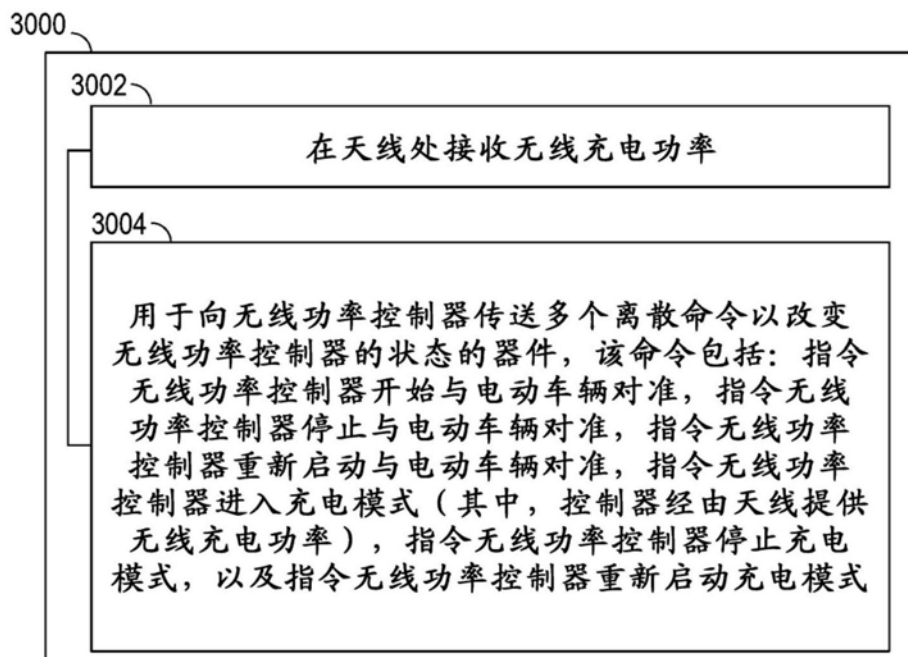 3000
3002
在天线处接收无线充电功率
3004
用于向无线功率控制器传送多个离散命令以改变
无线功率控制器的状态的器件，该命令包括：指令
无线功率控制器开始与电动车辆对准，指令无线
功率控制器停止与电动车辆对准，指令无线功率
控制器重新启动与电动车辆对准，指令无线功率
控制器进入充电模式（其中，控制器经由天线提供
无线充电功率），指令无线功率控制器停止充电
模式，以及指令无线功率控制器重新启动充电模式